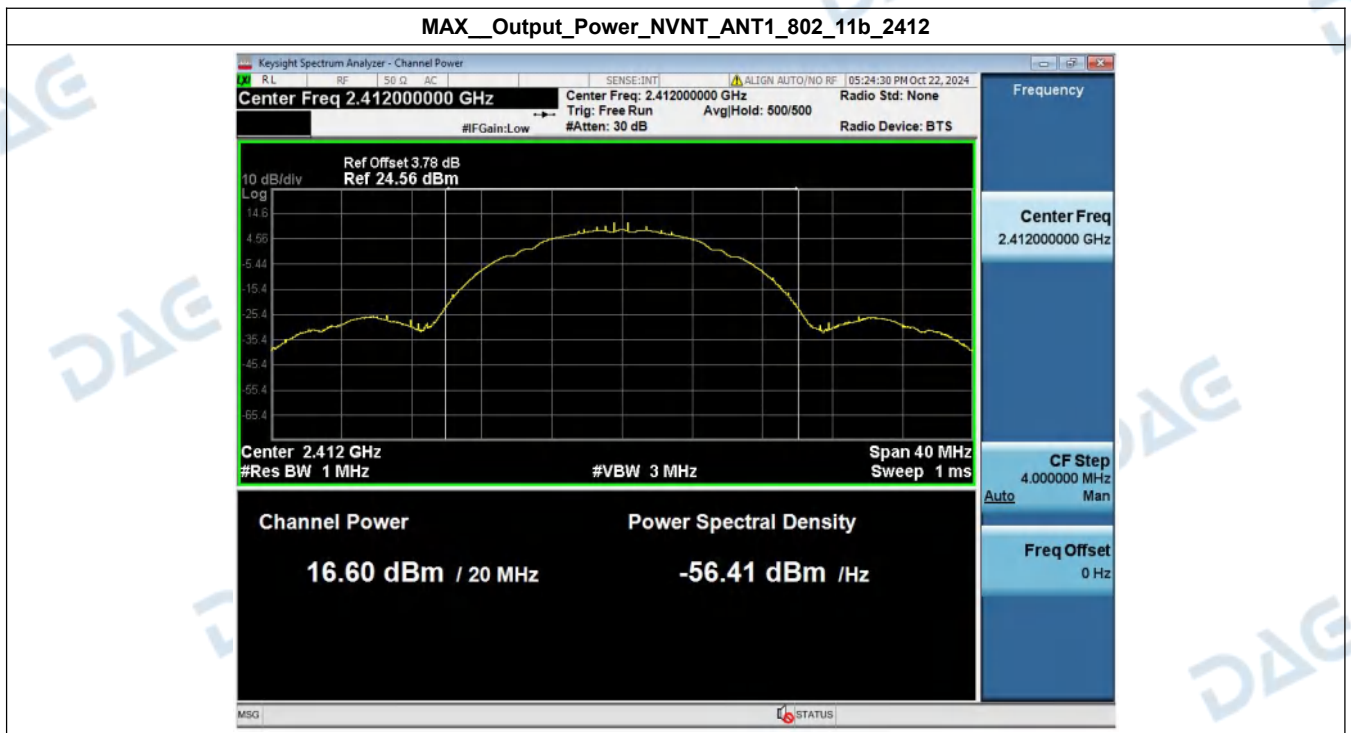 MAX__Output_Power_NVNT_ANT1_802_11b_2412
Keysight Spectrum Analyzer - Channel Power
LXI RL RF 50 Ω AC SENSE:INT ALIGN AUTO/NO RF 05:24:30 PM Oct 22, 2024
Center Freq 2.412000000 GHz
Center Freq: 2.412000000 GHz Radio Std: None
Trig: Free Run Avg|Hold: 500/500
#IFGain:Low #Atten: 30 dB Radio Device: BTS
Ref Offset 3.78 dB
10 dB/div Ref 24.56 dBm
Log
14.6
4.56
-5.44
-15.4
-25.4
-35.4
-45.4
-55.4
-65.4
Center 2.412 GHz Span 40 MHz
#Res BW 1 MHz #VBW 3 MHz Sweep 1 ms
Channel Power Power Spectral Density
16.60 dBm / 20 MHz -56.41 dBm /Hz
Frequency
Center Freq
2.412000000 GHz
CF Step
4.000000 MHz
Auto Man
Freq Offset
0 Hz
MSG STATUS
DAG
DAG
DAG